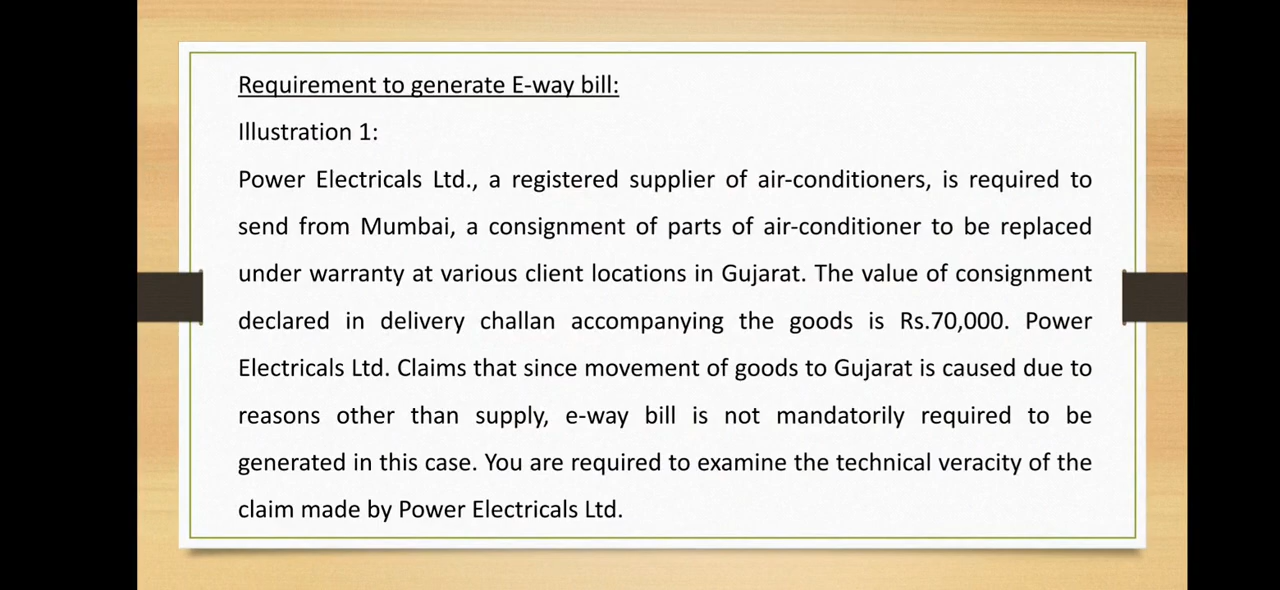 Requirement to generate E-way bill:
Illustration 1:
Power Electricals Ltd., a registered supplier of air-conditioners, is required to
send from Mumbai, a consignment of parts of air-conditioner to be replaced
under warranty at various client locations in Gujarat. The value of consignment
declared in delivery challan accompanying the goods is Rs.70,000. Power
Electricals Ltd. Claims that since movement of goods to Gujarat is caused due to
reasons other than supply, e-way bill is not mandatorily required to be
generated in this case. You are required to examine the technical veracity of the
claim made by Power Electricals Ltd.